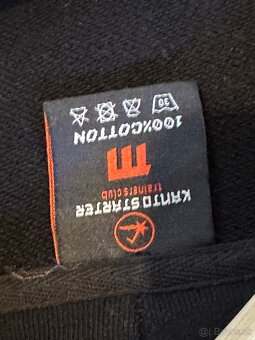 KANTO STARTER
trainers club
M
100%COTTON
30